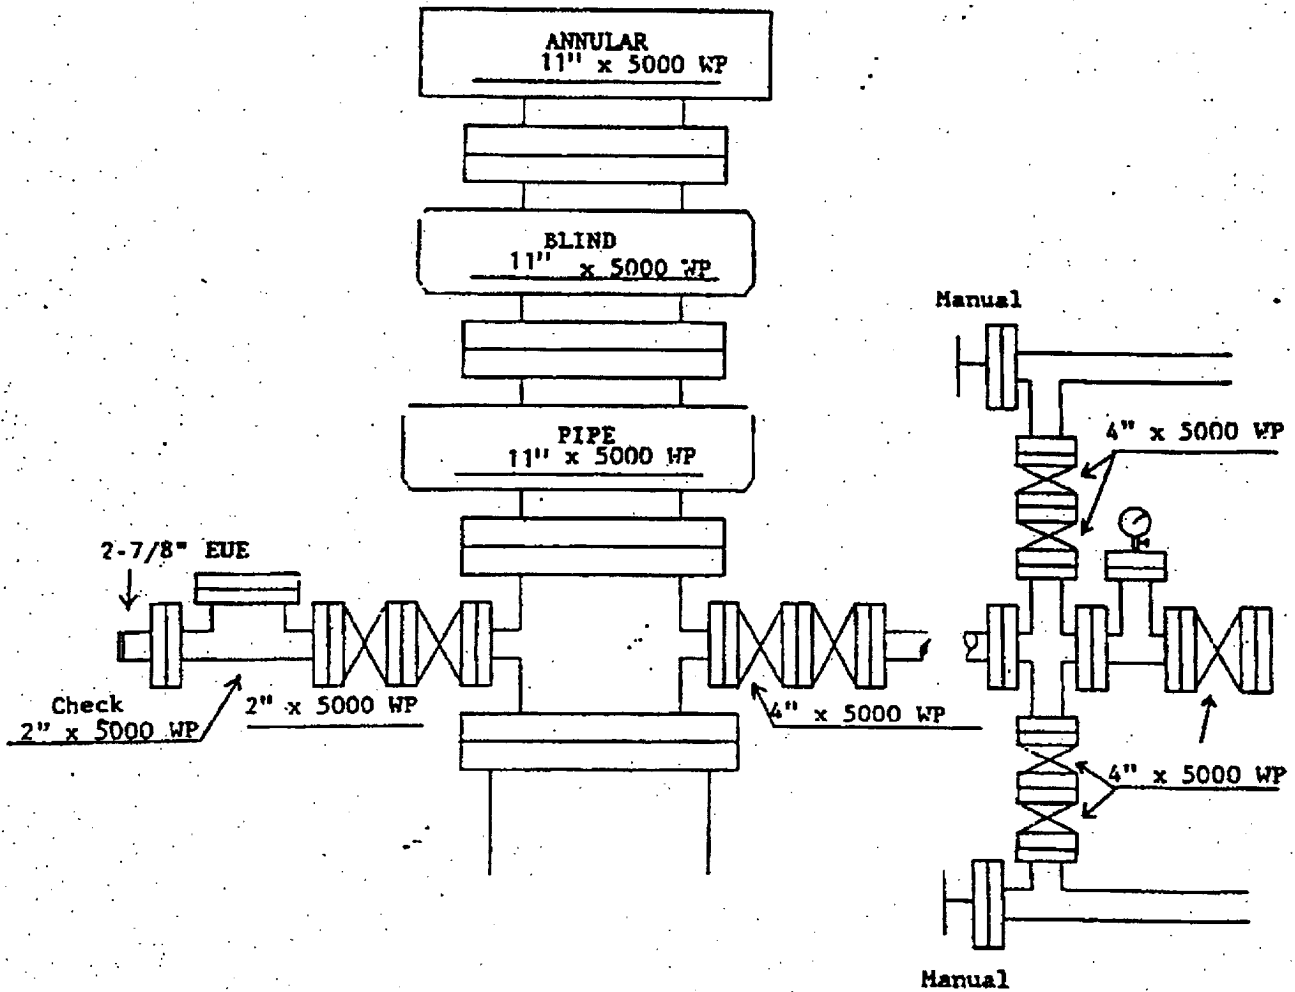 ANNULAR
11" x 5000 WP
BLIND
11" x 5000 WP
PIPE
11" x 5000 WP
Manual
4" x 5000 WP
2-7/8" EUE
Check
2" x 5000 WP
2" x 5000 WP
4" x 5000 WP
4" x 5000 WP
Manual